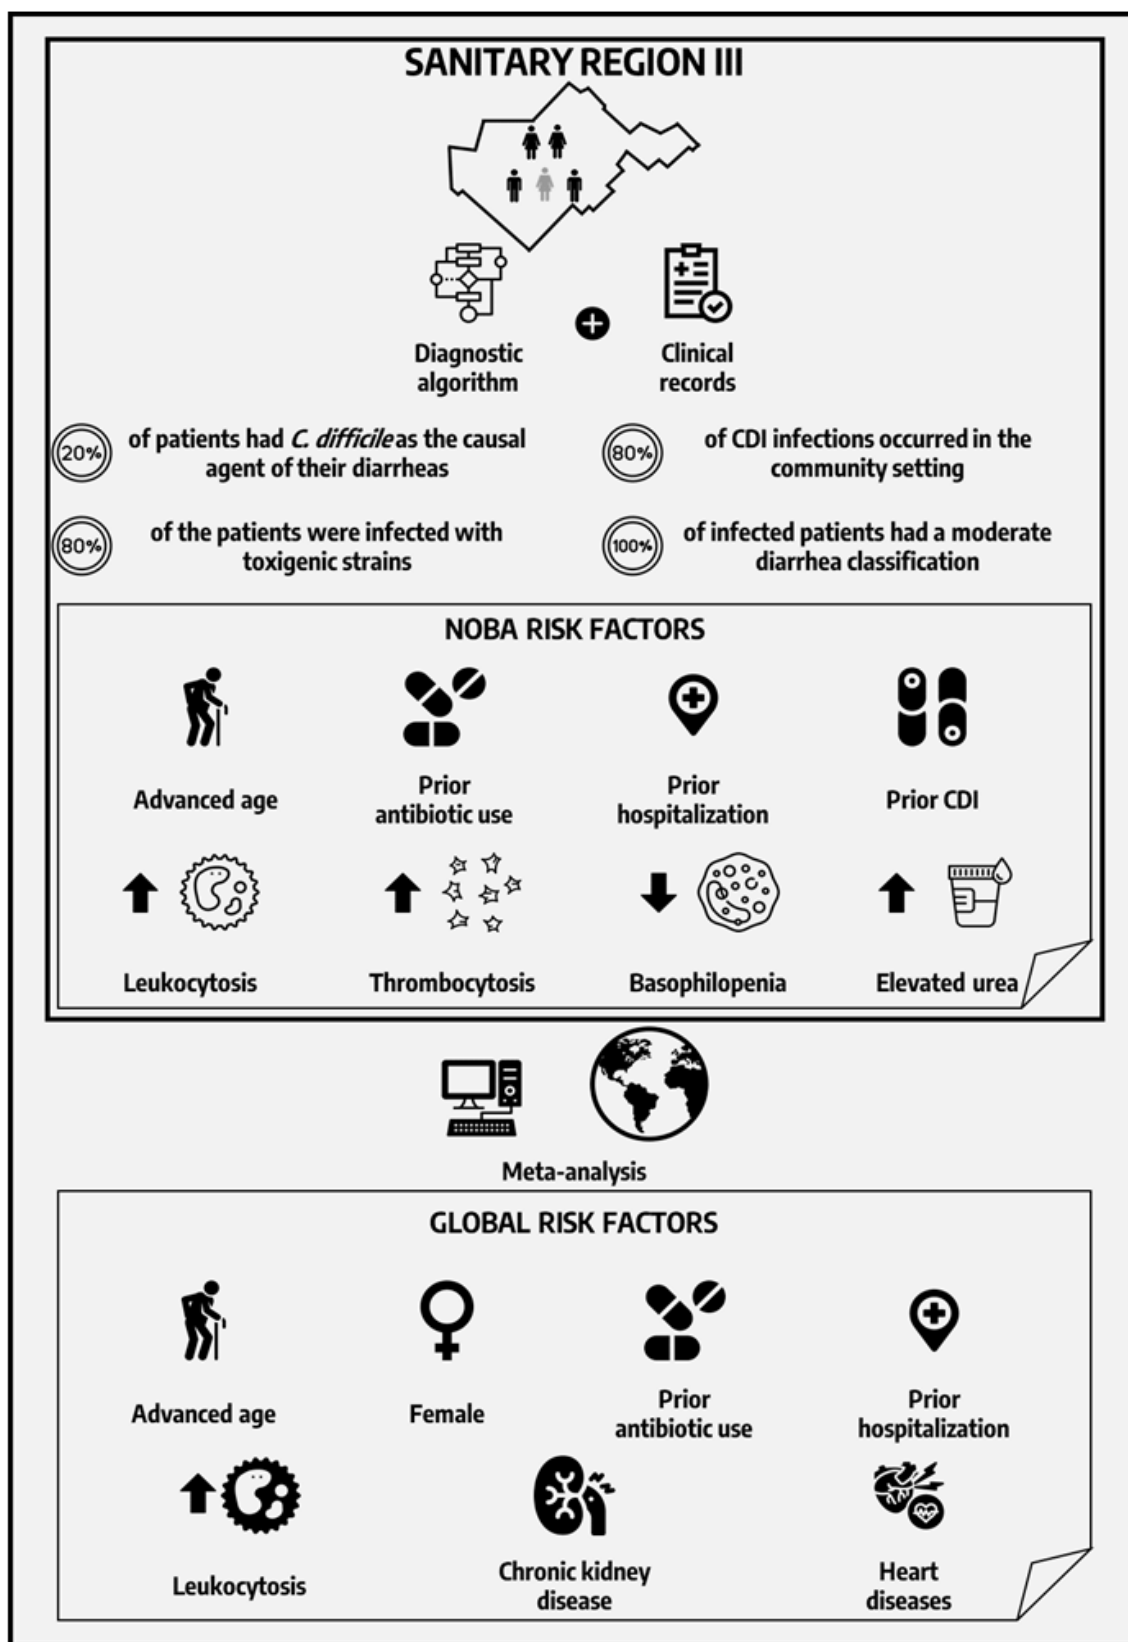 SANITARY REGION III
Diagnostic
algorithm
Clinical
records
20%
of patients had C. difficile as the causal
agent of their diarrheas
80%
of CDI infections occurred in the
community setting
80%
of the patients were infected with
toxigenic strains
100%
of infected patients had a moderate
diarrhea classification
NOBA RISK FACTORS
Advanced age
Prior
antibiotic use
Prior
hospitalization
Prior CDI
Leukocytosis
Thrombocytosis
Basophilopenia
Elevated urea
Meta-analysis
GLOBAL RISK FACTORS
Advanced age
Female
Prior
antibiotic use
Prior
hospitalization
Leukocytosis
Chronic kidney
disease
Heart
diseases